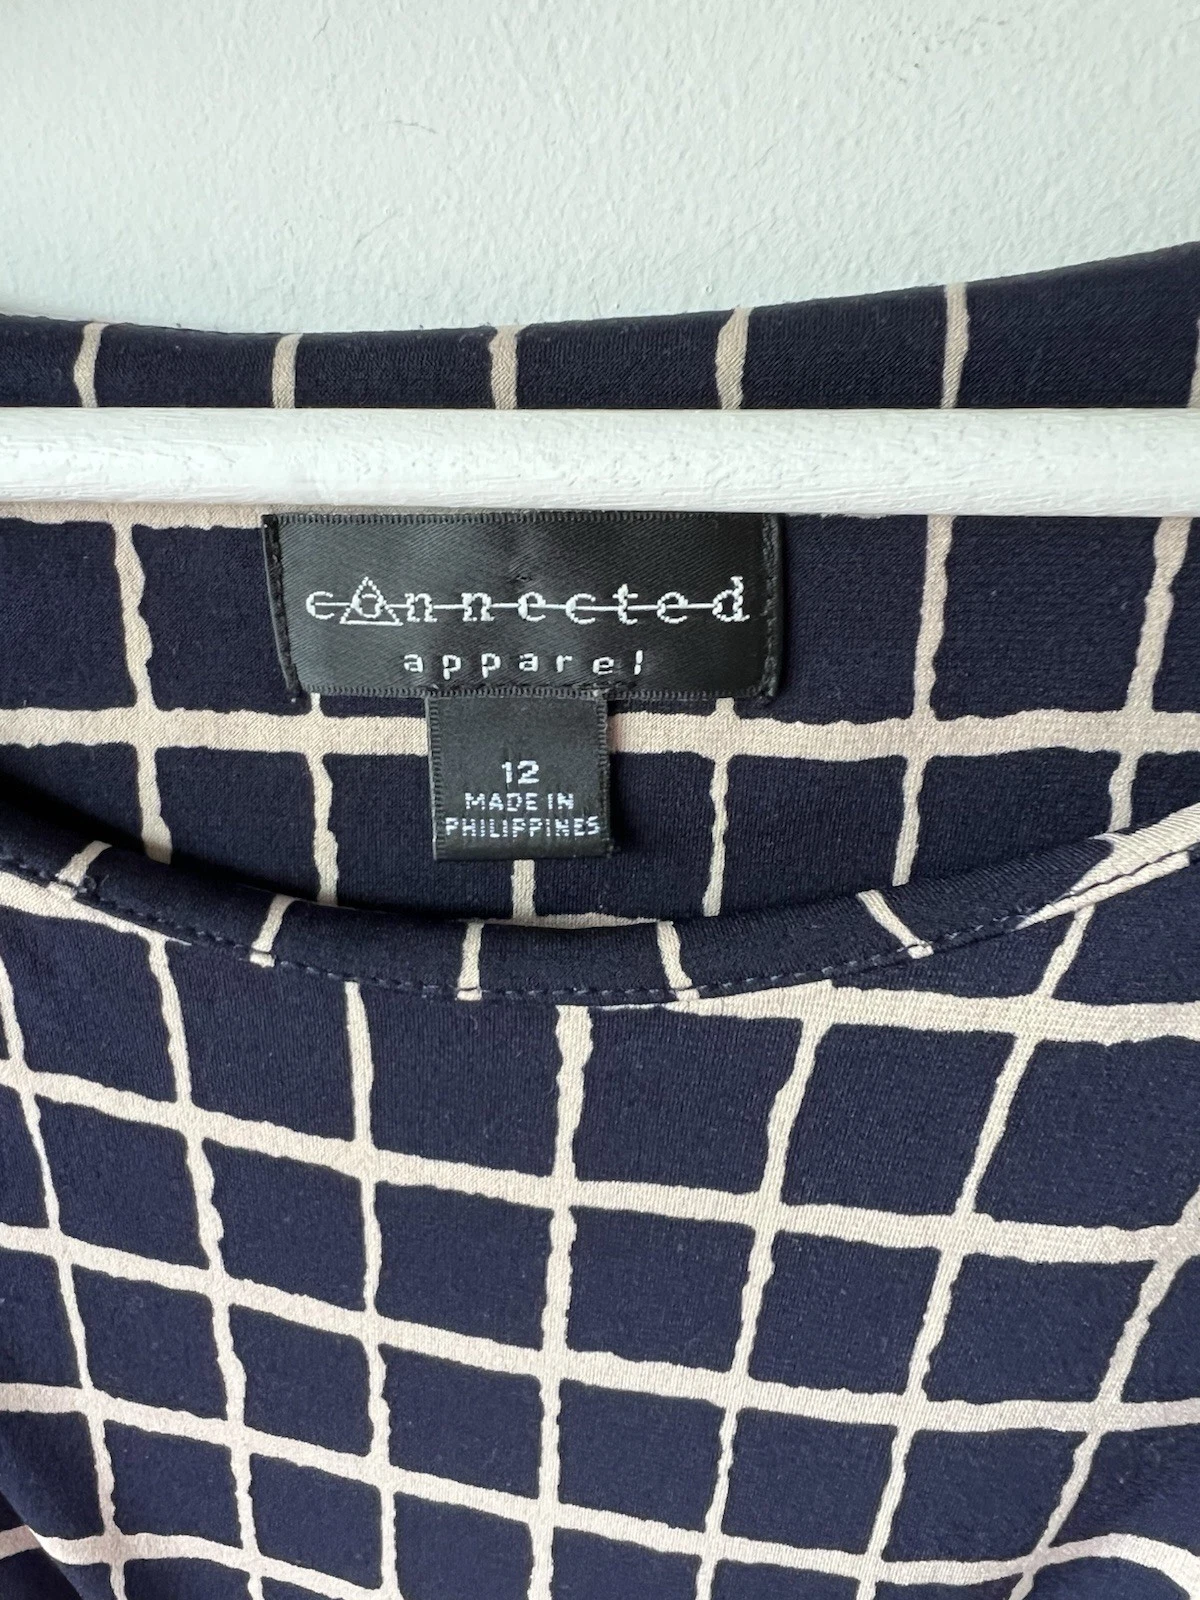 connected
apparel
12
MADE IN
PHILIPPINES